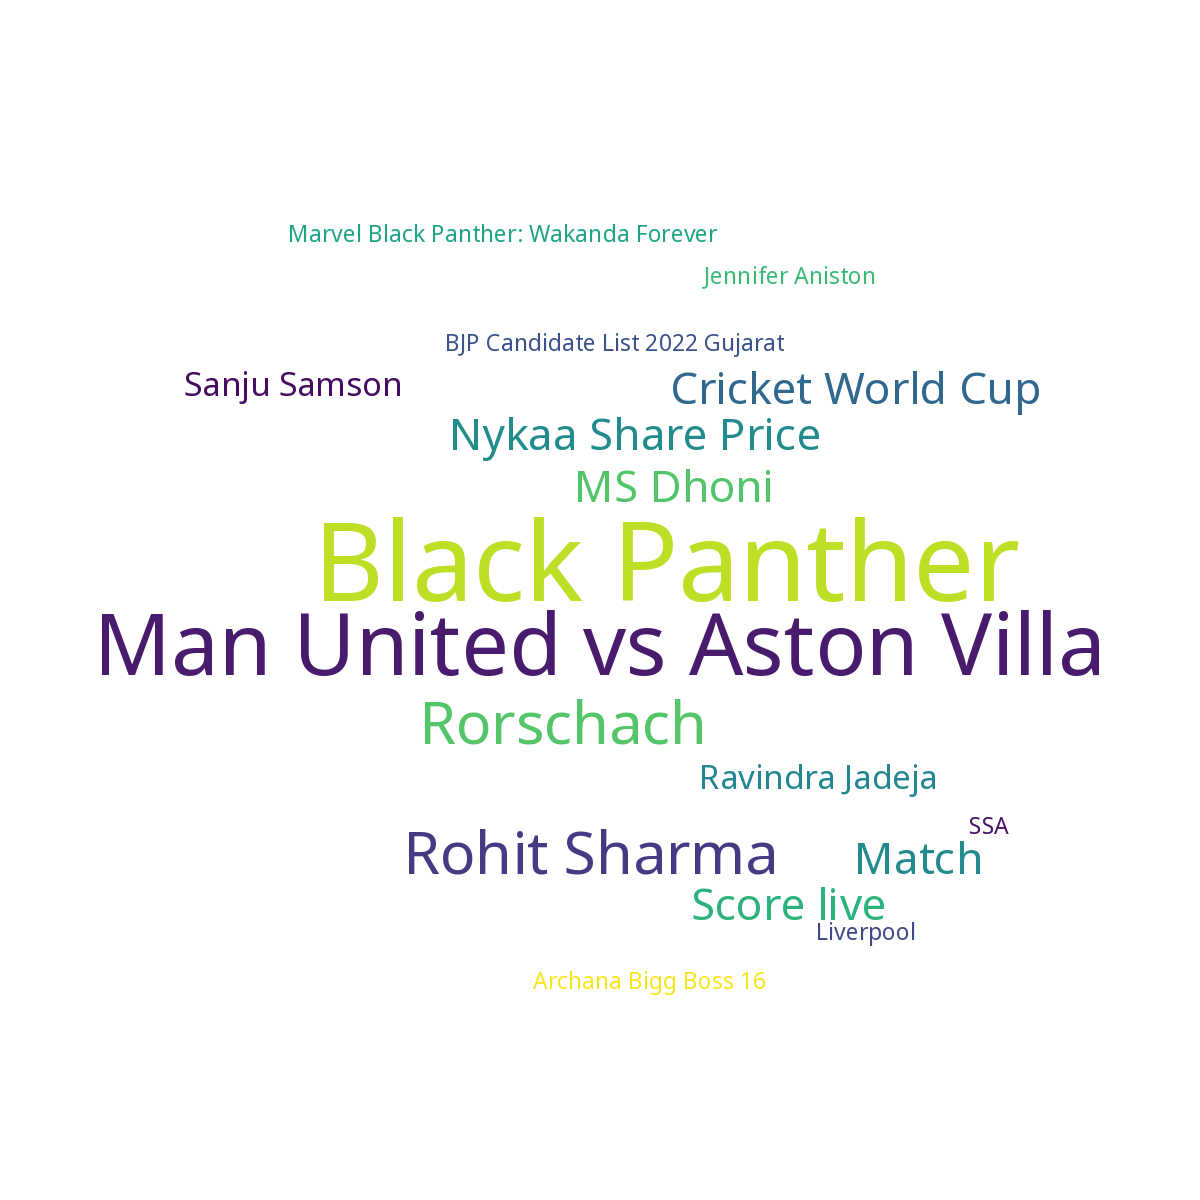 Marvel Black Panther: Wakanda Forever
Jennifer Aniston
BJP Candidate List 2022 Gujarat
Sanju Samson
Cricket World Cup
Nykaa Share Price
MS Dhoni
Black Panther
Man United vs Aston Villa
Rorschach
Ravindra Jadeja
SSA
Rohit Sharma
Match
Score live
Liverpool
Archana Bigg Boss 16